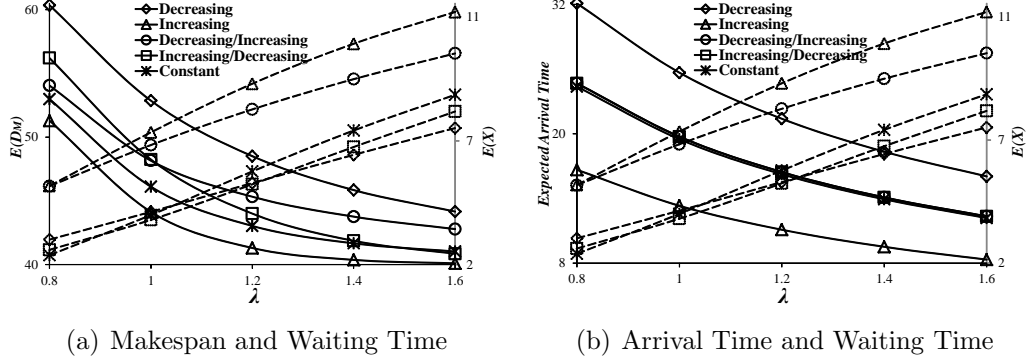 60
50
40
E(D_M)
Decreasing
Increasing
Decreasing/Increasing
Increasing/Decreasing
Constant
11
7
2
E(X)
0.8 1 1.2 1.4 1.6
λ
(a) Makespan and Waiting Time
32
20
8
Expected Arrival Time
Decreasing
Increasing
Decreasing/Increasing
Increasing/Decreasing
Constant
11
7
2
E(X)
0.8 1 1.2 1.4 1.6
λ
(b) Arrival Time and Waiting Time